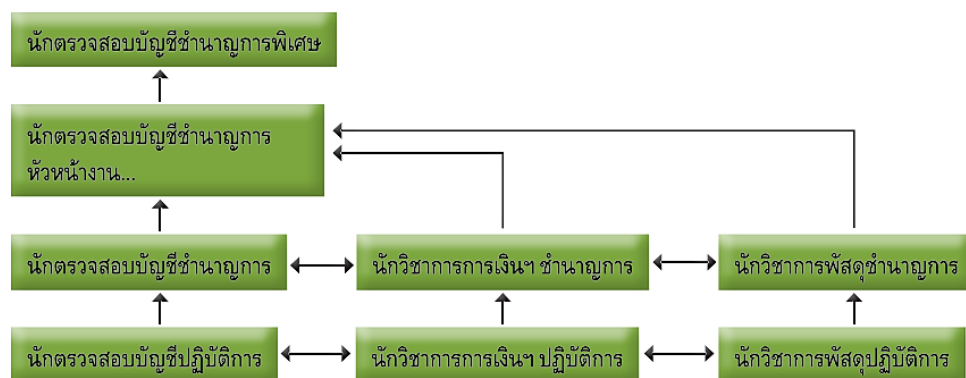 นักตรวจสอบบัญชีชำนาญการพิเศษ
นักตรวจสอบบัญชีชำนาญการ
หัวหน้างาน...
นักตรวจสอบบัญชีชำนาญการ
นักวิชาการการเงินฯ ชำนาญการ
นักวิชาการพัสดุชำนาญการ
นักตรวจสอบบัญชีปฏิบัติการ
นักวิชาการการเงินฯ ปฏิบัติการ
นักวิชาการพัสดุปฏิบัติการ